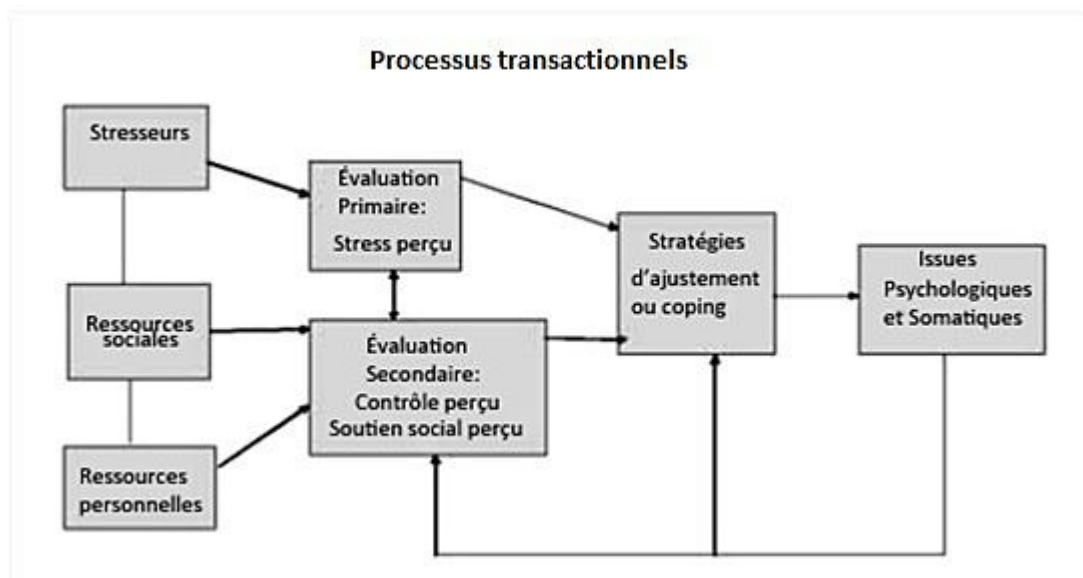 Processus transactionnels
Stresseurs
Évaluation
Primaire:
Stress perçu
Stratégies
d'ajustement
ou coping
Issues
Psychologiques
et Somatiques
Ressources
sociales
Évaluation
Secondaire:
Contrôle perçu
Soutien social perçu
Ressources
personnelles